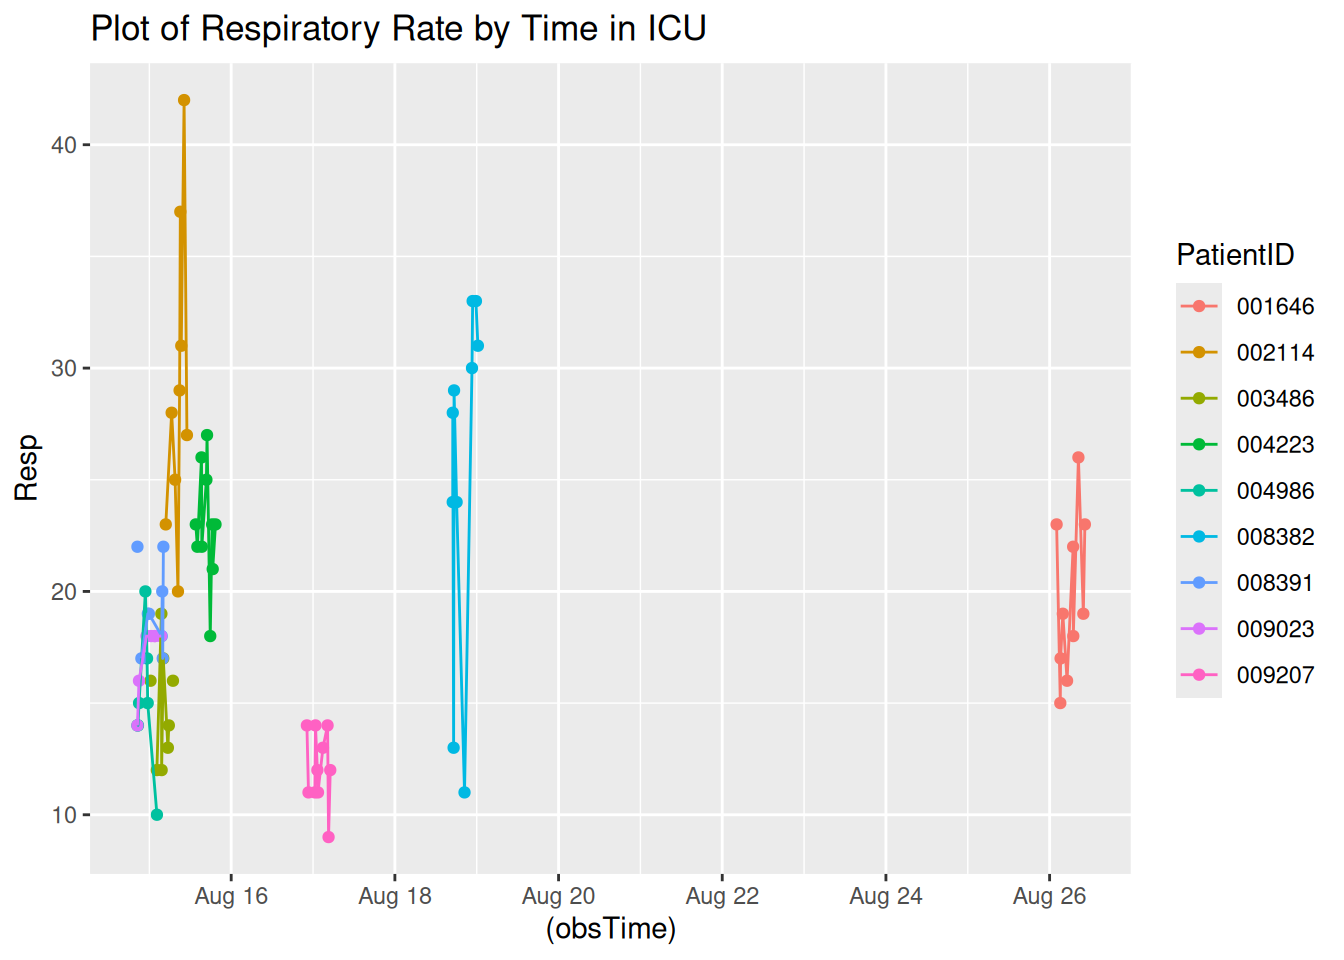 Plot of Respiratory Rate by Time in ICU
40
30
20
10
Resp
Aug 16
Aug 18
Aug 20
Aug 22
Aug 24
Aug 26
(obsTime)
PatientID
001646
002114
003486
004223
004986
008382
008391
009023
009207